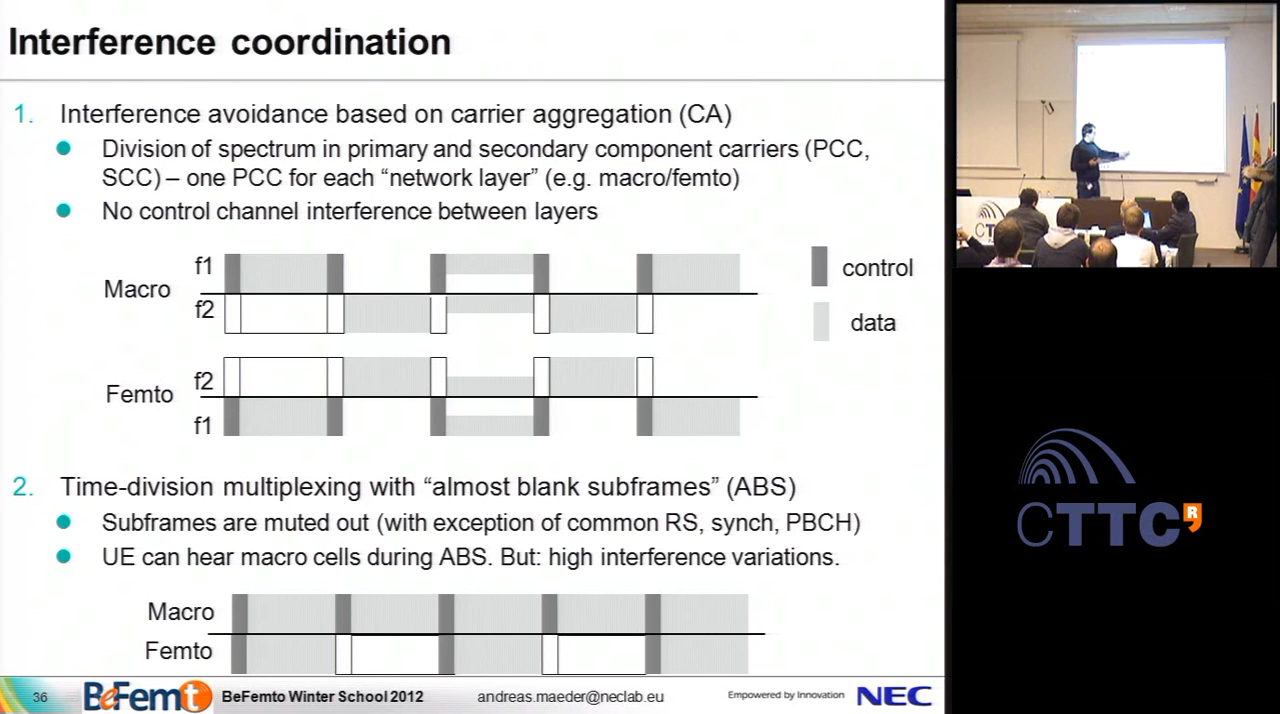 Interference coordination
1. Interference avoidance based on carrier aggregation (CA)
Division of spectrum in primary and secondary component carriers (PCC,
SCC) – one PCC for each “network layer” (e.g. macro/femto)
No control channel interference between layers
f1
Macro
f2
control
data
f2
Femto
f1
2. Time-division multiplexing with “almost blank subframes” (ABS)
Subframes are muted out (with exception of common RS, synch, PBCH)
UE can hear macro cells during ABS. But: high interference variations.
Macro
Femto
36
BeFemto
BeFemto Winter School 2012
andreas.maeder@neclab.eu
Empowered by Innovation
NEC
CTTC
CTTC R